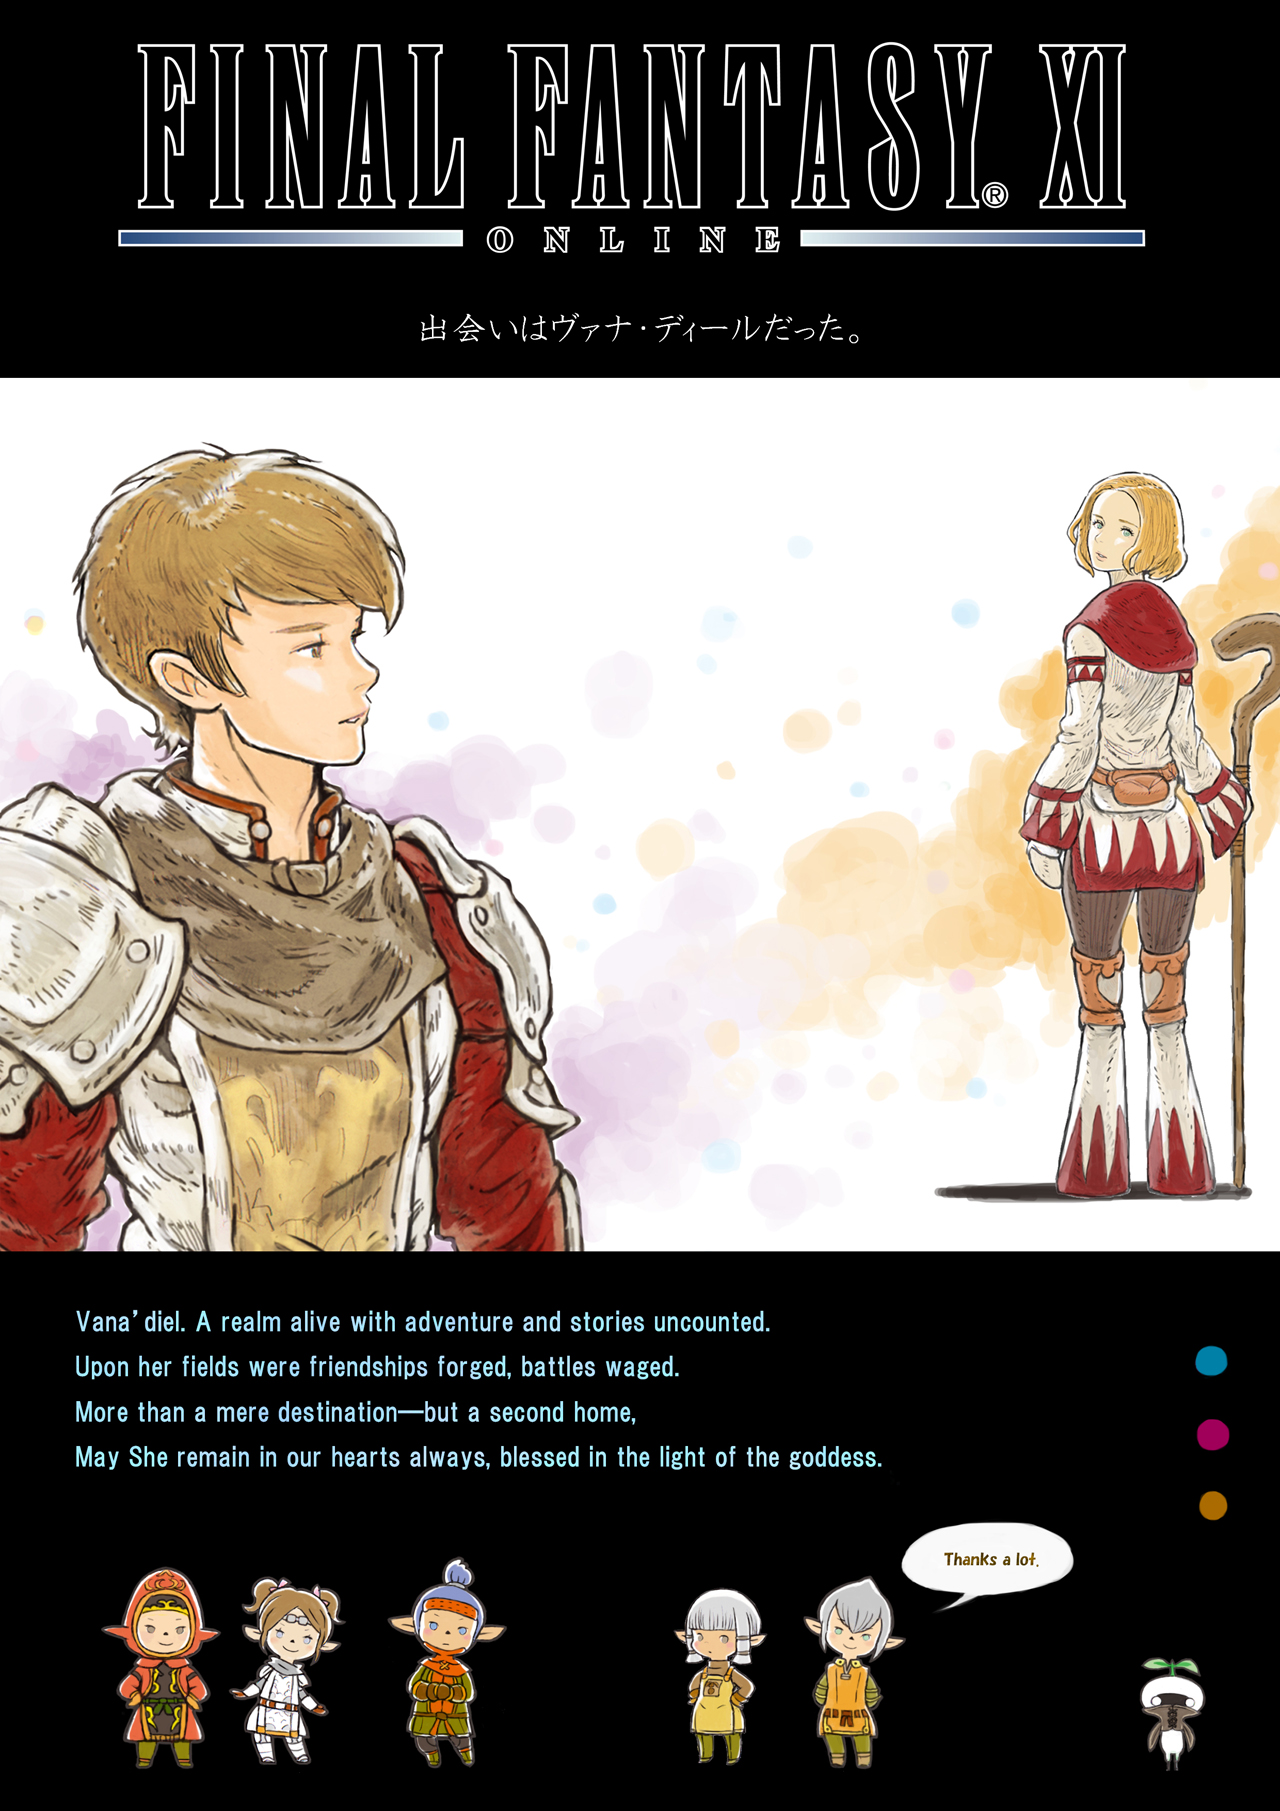 FINAL FANTASY® XI
ONLINE
出会いはヴァナ・ディールだった。
Vana'diel. A realm alive with adventure and stories uncounted.
Upon her fields were friendships forged, battles waged.
More than a mere destination—but a second home,
May She remain in our hearts always, blessed in the light of the goddess.
Thanks a lot.